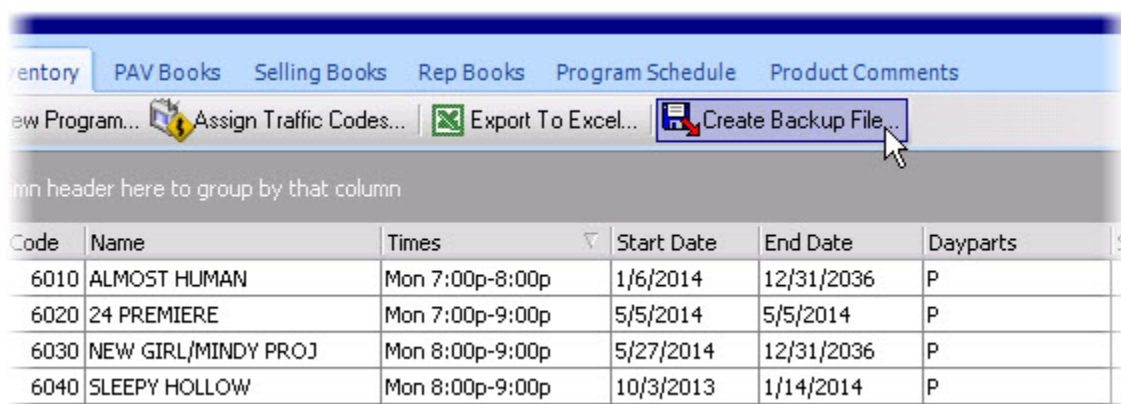 entory PAV Books Selling Books Rep Books Program Schedule Product Comments
ew Program... Assign Traffic Codes... Export To Excel... Create Backup File...
mn header here to group by that column
Code Name Times Start Date End Date Dayparts
6010 ALMOST HUMAN Mon 7:00p-8:00p 1/6/2014 12/31/2036 P
6020 24 PREMIERE Mon 7:00p-9:00p 5/5/2014 5/5/2014 P
6030 NEW GIRL/MINDY PROJ Mon 8:00p-9:00p 5/27/2014 12/31/2036 P
6040 SLEEPY HOLLOW Mon 8:00p-9:00p 10/3/2013 1/14/2014 P